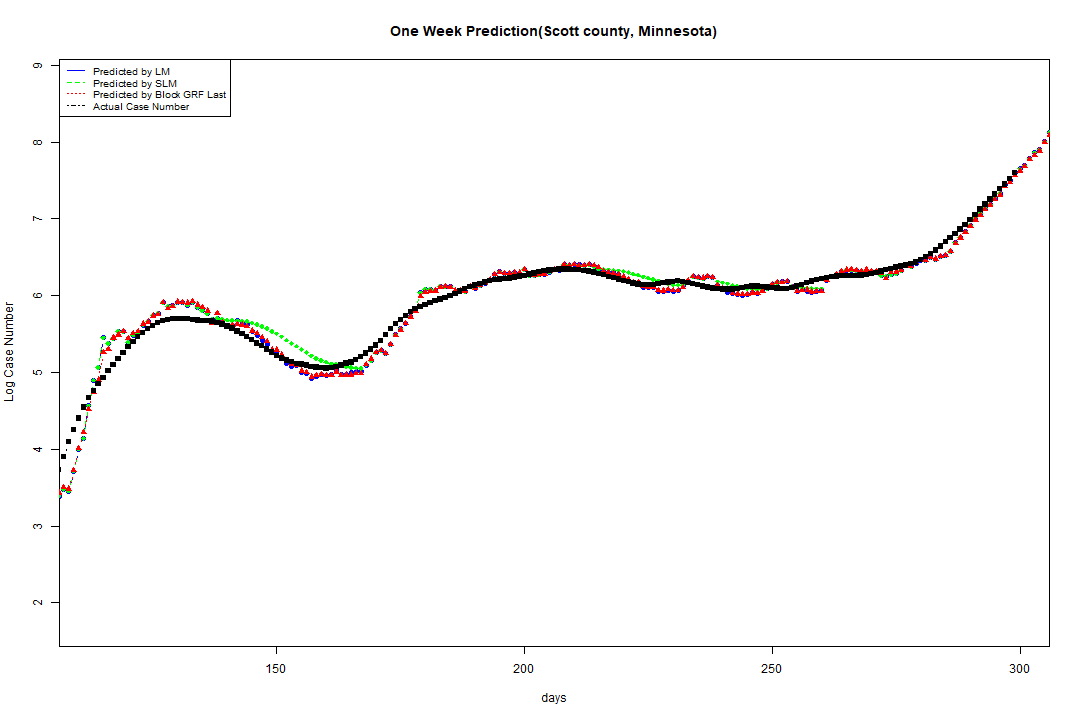 One Week Prediction(Scott county, Minnesota)
Predicted by LM
Predicted by SLM
Predicted by Block GRF Last
Actual Case Number
9
8
7
6
5
4
3
2
Log Case Number
150 200 250 300
days